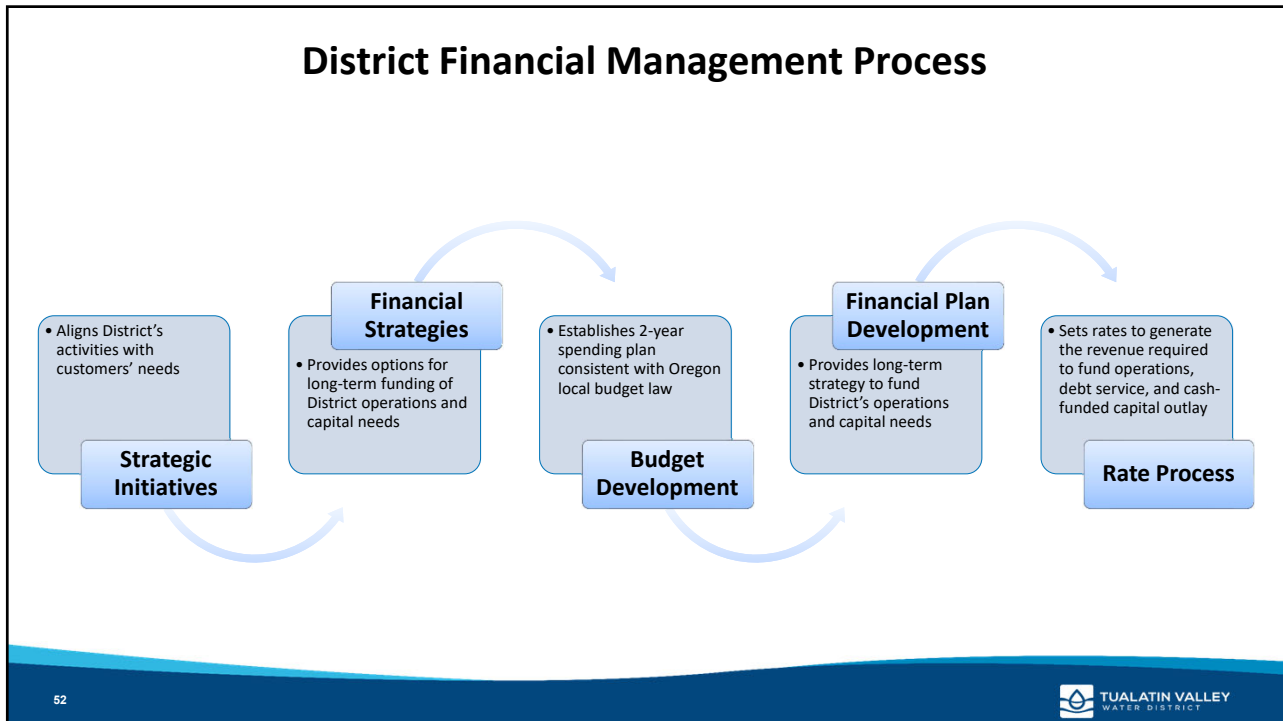 District Financial Management Process
• Aligns District’s
activities with
customers’ needs
Strategic
Initiatives
Financial
Strategies
• Provides options for
long-term funding of
District operations and
capital needs
• Establishes 2-year
spending plan
consistent with Oregon
local budget law
Budget
Development
Financial Plan
Development
• Provides long-term
strategy to fund
District’s operations
and capital needs
• Sets rates to generate
the revenue required
to fund operations,
debt service, and cash-
funded capital outlay
Rate Process
52
TUALATIN VALLEY
WATER DISTRICT